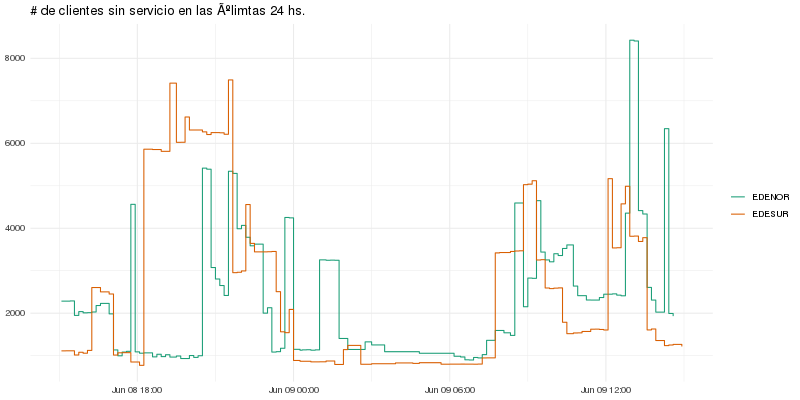 # de clientes sin servicio en las Ãºlimtas 24 hs.
8000
6000
4000
2000
Jun 08 18:00
Jun 09 00:00
Jun 09 06:00
Jun 09 12:00
EDENOR
EDESUR